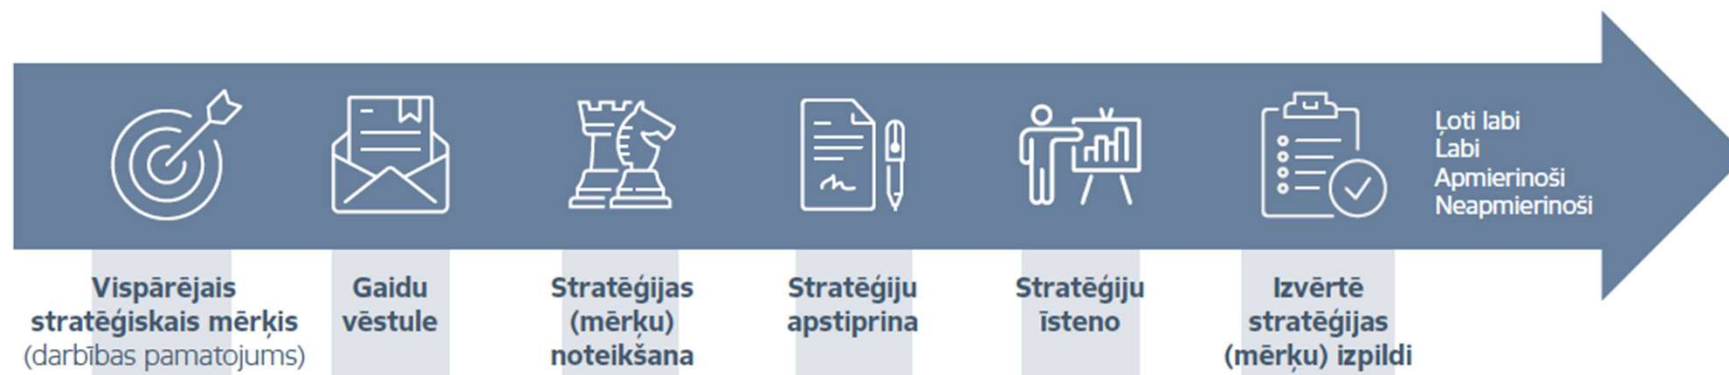 Ļoti labi
Labi
Apmierinoši
Neapmierinoši
Vispārējais
stratēģiskais mērķis
(darbības pamatojums)
Gaidu
vēstule
Stratēģijas
(mērķu)
noteikšana
Stratēģiju
apstiprina
Stratēģiju
īsteno
Izvērtē
stratēģijas
(mērķu) izpildi